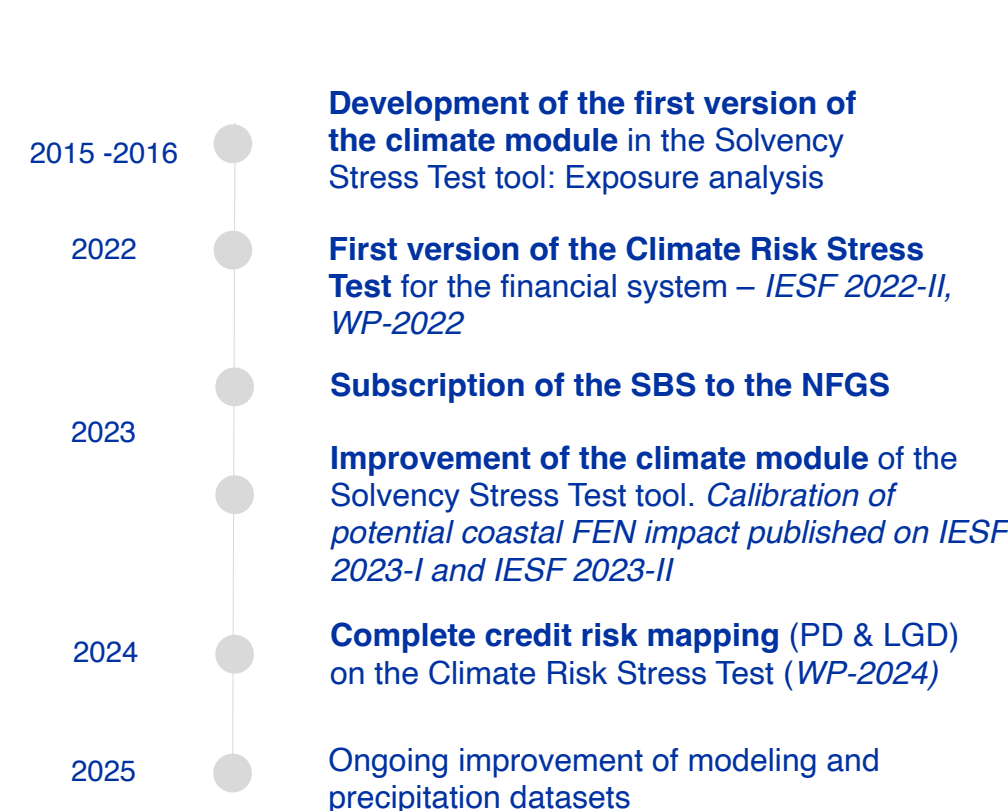 2015 -2016
Development of the first version of
the climate module in the Solvency
Stress Test tool: Exposure analysis
2022
First version of the Climate Risk Stress
Test for the financial system – IESF 2022-II,
WP-2022
2023
Subscription of the SBS to the NFGS
Improvement of the climate module of the
Solvency Stress Test tool. Calibration of
potential coastal FEN impact published on IESF
2023-I and IESF 2023-II
2024
Complete credit risk mapping (PD & LGD)
on the Climate Risk Stress Test (WP-2024)
2025
Ongoing improvement of modeling and
precipitation datasets